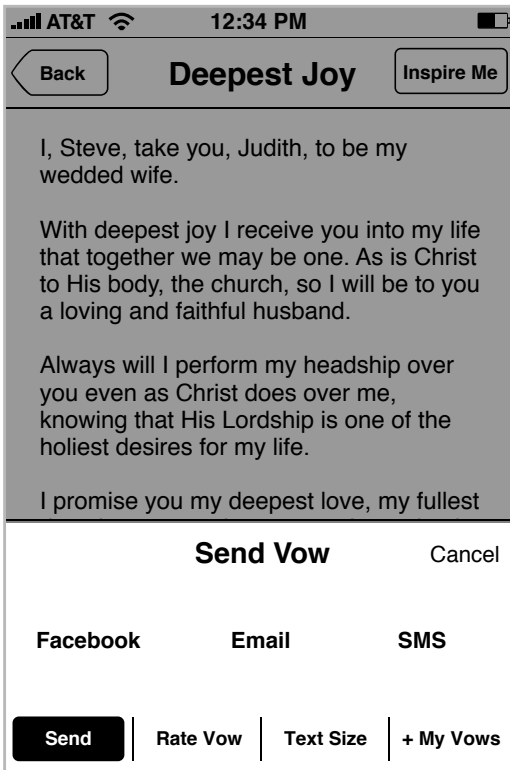 AT&T 12:34 PM
Back Deepest Joy Inspire Me
I, Steve, take you, Judith, to be my
wedded wife.
With deepest joy I receive you into my life
that together we may be one. As is Christ
to His body, the church, so I will be to you
a loving and faithful husband.
Always will I perform my headship over
you even as Christ does over me,
knowing that His Lordship is one of the
holiest desires for my life.
I promise you my deepest love, my fullest
Send Vow Cancel
Facebook Email SMS
Send Rate Vow Text Size + My Vows